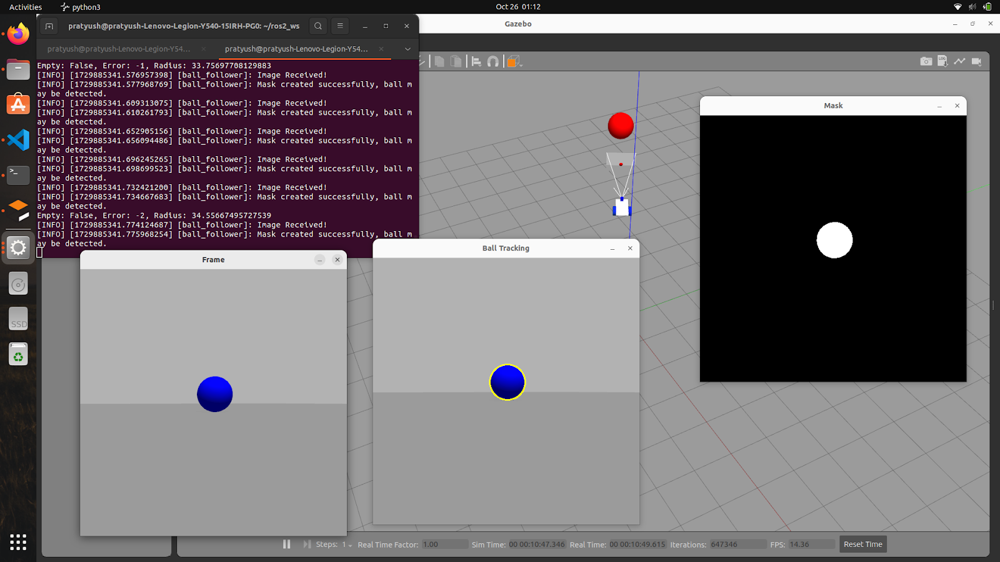 Activities
python3
Oct 26 01:12
pratyush@pratyush-Lenovo-Legion-Y540-15IRH-PG0: ~/ros2_ws
Gazebo
pratyush@pratyush-Lenovo-Legion-Y54...
pratyush@pratyush-Lenovo-Legion-Y54...
Empty: False, Error: -1, Radius: 33.75697708129883
[INFO] [1729885341.576957398] [ball_follower]: Image Received!
[INFO] [1729885341.577968769] [ball_follower]: Mask created successfully, ball m
ay be detected.
[INFO] [1729885341.609313075] [ball_follower]: Image Received!
[INFO] [1729885341.610261793] [ball_follower]: Mask created successfully, ball m
ay be detected.
[INFO] [1729885341.652905156] [ball_follower]: Image Received!
[INFO] [1729885341.656094486] [ball_follower]: Mask created successfully, ball m
ay be detected.
[INFO] [1729885341.696245265] [ball_follower]: Image Received!
[INFO] [1729885341.698699523] [ball_follower]: Mask created successfully, ball m
ay be detected.
[INFO] [1729885341.732421200] [ball_follower]: Image Received!
[INFO] [1729885341.734667683] [ball_follower]: Mask created successfully, ball m
ay be detected.
Empty: False, Error: -2, Radius: 34.55667495727539
[INFO] [1729885341.774124687] [ball_follower]: Image Received!
[INFO] [1729885341.775968254] [ball_follower]: Mask created successfully, ball m
ay be detected.
LOG
Mask
Frame
Ball Tracking
SSD
Steps: 1 Real Time Factor: 1.00 Sim Time: 00 00:10:47.346 Real Time: 00 00:10:49.615 Iterations: 647346 FPS: 14.36 Reset Time